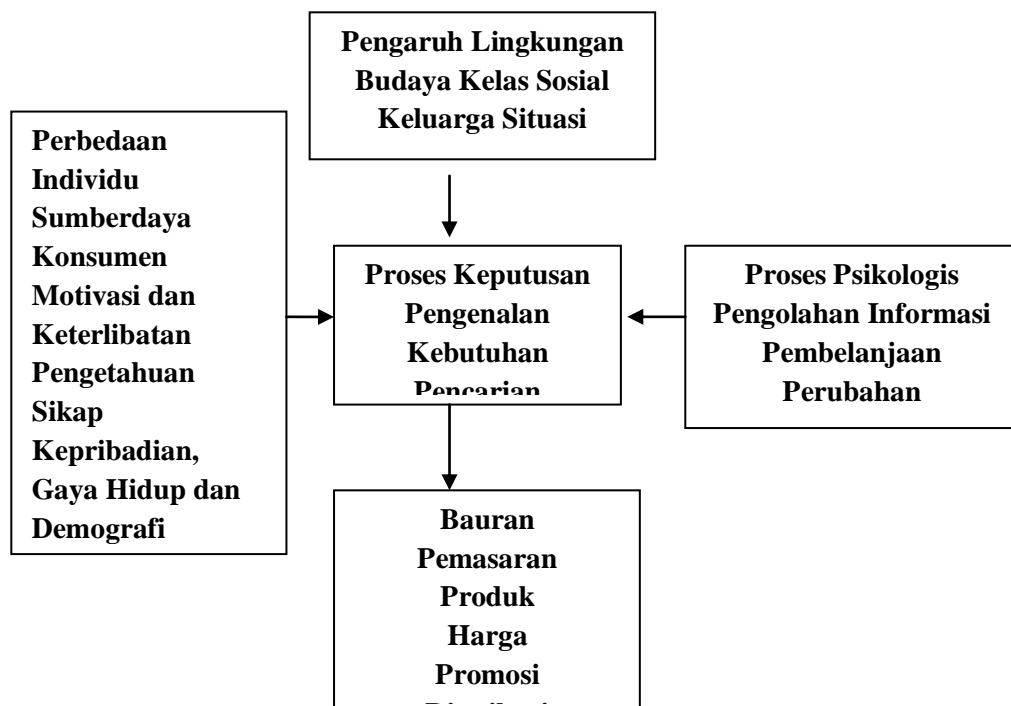 Pengaruh Lingkungan
Budaya Kelas Sosial
Keluarga Situasi
Perbedaan
Individu
Sumberdaya
Konsumen
Motivasi dan
Keterlibatan
Pengetahuan
Sikap
Kepribadian,
Gaya Hidup dan
Demografi
Proses Keputusan
Pengenalan
Kebutuhan
Pencarian
Proses Psikologis
Pengolahan Informasi
Pembelanjaan
Perubahan
Bauran
Pemasaran
Produk
Harga
Promosi